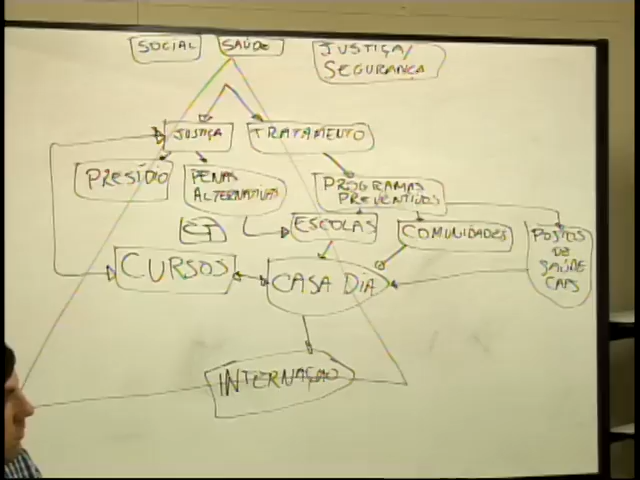 SOCIAL
SAÚDE
JUSTIÇA/
SEGURANÇA
JUSTIÇA
TRATAMENTO
PRESÍDIO
PENAS
ALTERNATIVAS
PROGRAMAS
PREVENTIVOS
CT
ESCOLAS
COMUNIDADES
POSTOS
DE
SAÚDE
CAPS
CURSOS
CASA DIA
INTERNAÇÃO